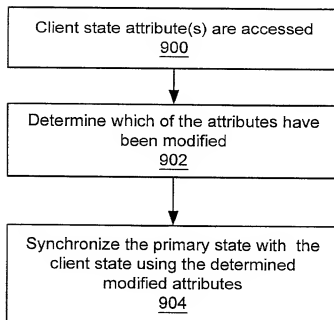 Client state attribute(s) are accessed
900
Determine which of the attributes have
been modified
902
Synchronize the primary state with the
client state using the determined
modified attributes
904